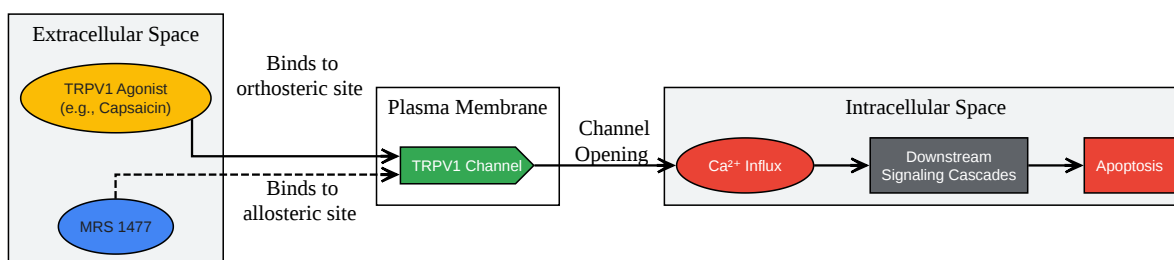 Extracellular Space
TRPV1 Agonist
(e.g., Capsaicin)
MRS 1477
Binds to
orthosteric site
Binds to
allosteric site
Plasma Membrane
TRPV1 Channel
Channel
Opening
Intracellular Space
Ca²⁺ Influx
Downstream
Signaling Cascades
Apoptosis